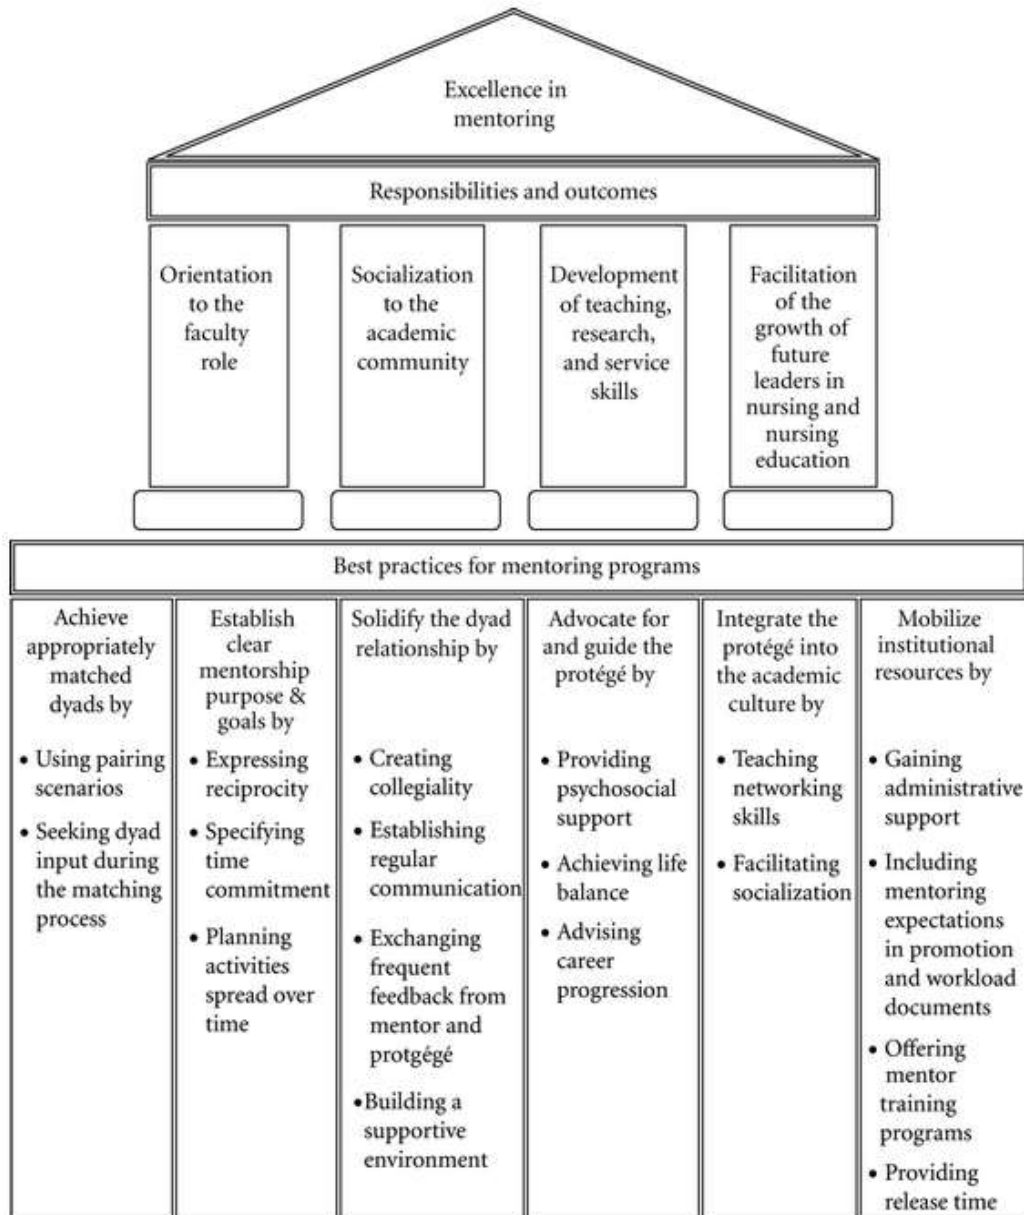 Excellence in
mentoring
Responsibilities and outcomes
Orientation
to the
faculty
role
Socialization
to the
academic
community
Development
of teaching,
research,
and service
skills
Facilitation
of the
growth of
future
leaders in
nursing and
nursing
education
Best practices for mentoring programs
Achieve
appropriately
matched
dyads by
• Using pairing
scenarios
• Seeking dyad
input during
the matching
process
Establish
clear
mentorship
purpose &
goals by
• Expressing
reciprocity
• Specifying
time
commitment
• Planning
activities
spread over
time
Solidify the dyad
relationship by
• Creating
collegiality
• Establishing
regular
communication
• Exchanging
frequent
feedback from
mentor and
protgégé
• Building a
supportive
environment
Advocate for
and guide the
protégé by
• Providing
psychosocial
support
• Achieving life
balance
• Advising
career
progression
Integrate the
protégé into
the academic
culture by
• Teaching
networking
skills
• Facilitating
socialization
Mobilize
institutional
resources by
• Gaining
administrative
support
• Including
mentoring
expectations
in promotion
and workload
documents
• Offering
mentor
training
programs
• Providing
release time